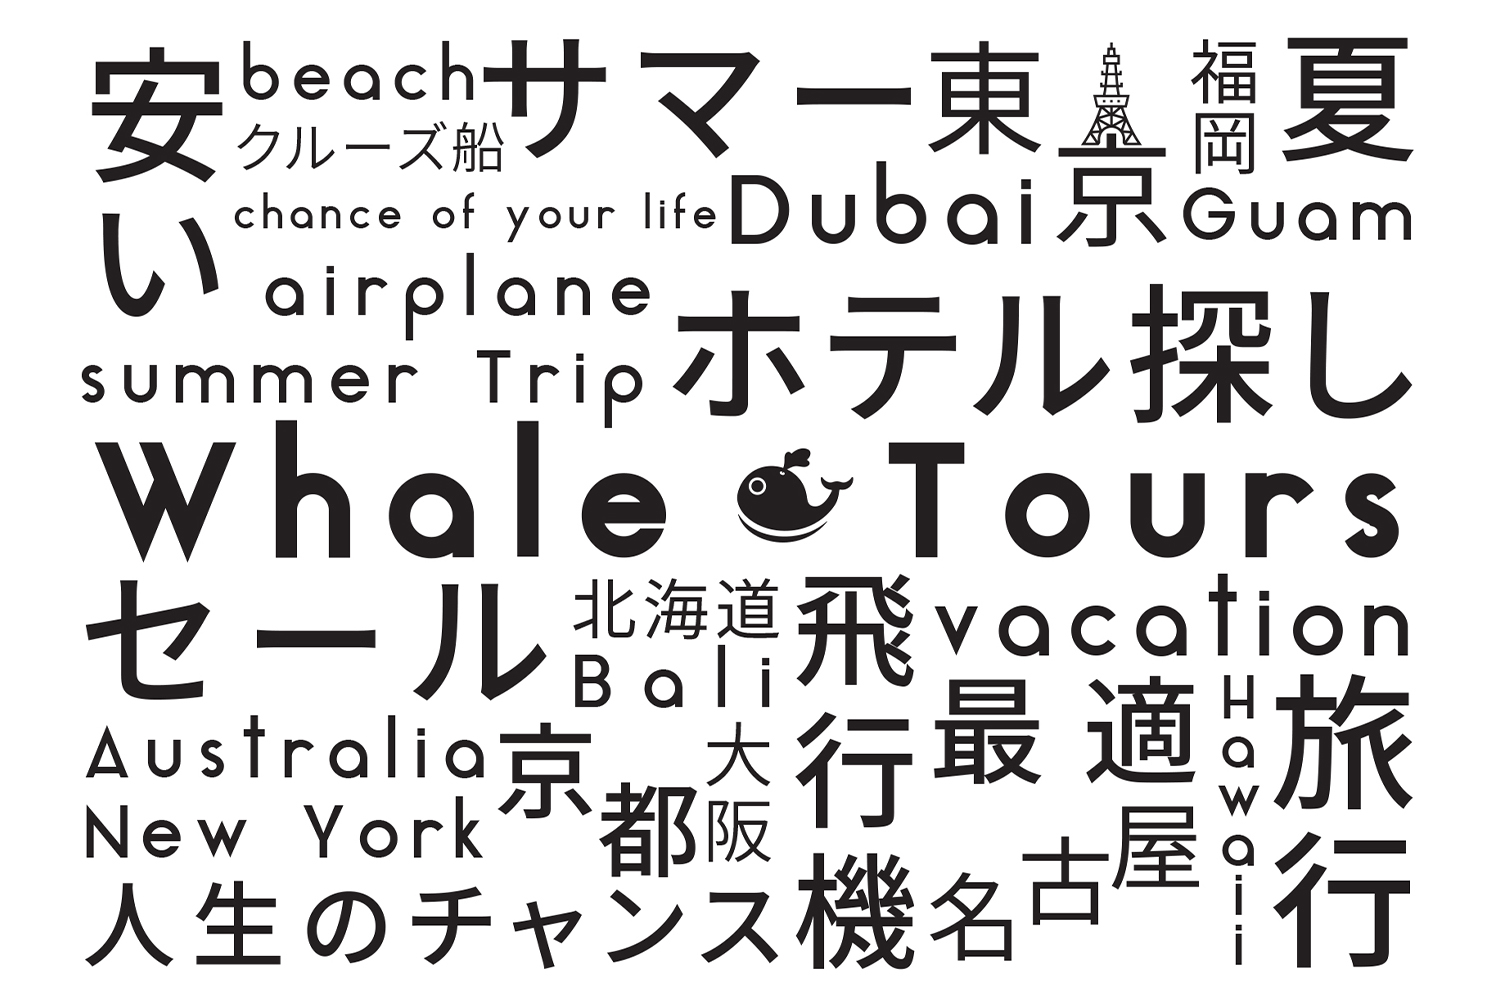 安い
beach
サマー
東京
福岡
夏
クルーズ船
chance of your life
Dubai
Guam
airplane
ホテル探し
summer Trip
Whale Tours
セール
北海道
飛行機
vacation
Bali
最適
Hawaii
旅行
Australia
京都
大阪
New York
名古屋
人生のチャンス